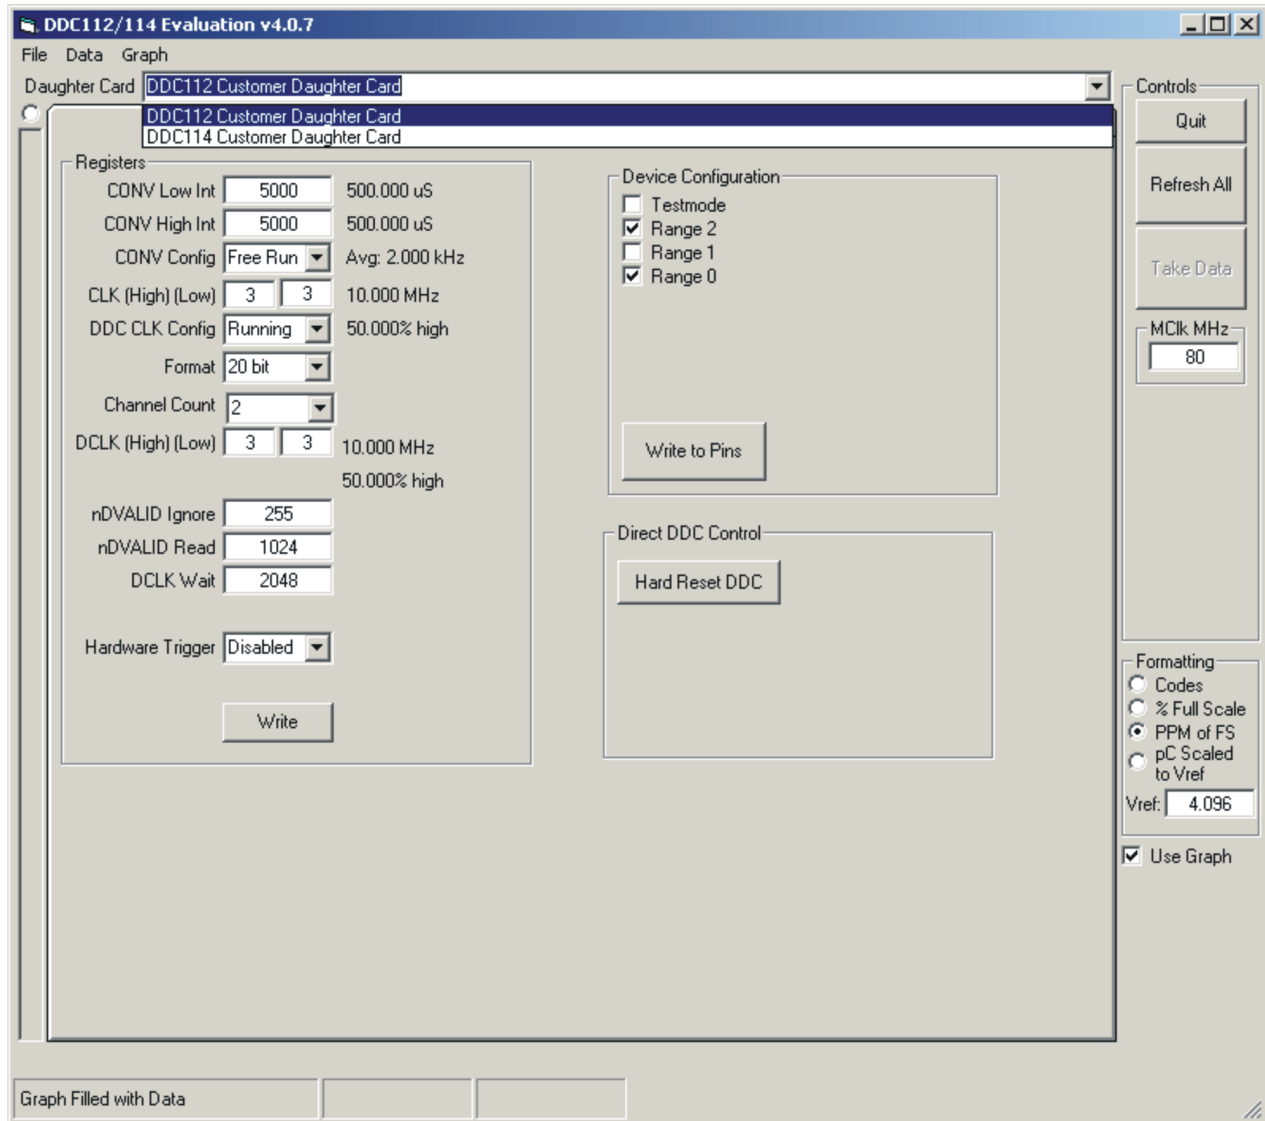 DDC112/114 Evaluation v4.0.7
File Data Graph
Daughter Card DDC112 Customer Daughter Card
DDC112 Customer Daughter Card
DDC114 Customer Daughter Card
Registers
CONV Low Int 5000 500.000 uS
CONV High Int 5000 500.000 uS
CONV Config Free Run Avg: 2.000 kHz
CLK (High) (Low) 3 3 10.000 MHz
DDC CLK Config Running 50.000% high
Format 20 bit
Channel Count 2
DCLK (High) (Low) 3 3 10.000 MHz
50.000% high
nDVALID Ignore 255
nDVALID Read 1024
DCLK Wait 2048
Hardware Trigger Disabled
Write
Device Configuration
Testmode
Range 2
Range 1
Range 0
Write to Pins
Direct DDC Control
Hard Reset DDC
Controls
Quit
Refresh All
Take Data
MClk MHz
80
Formatting
Codes
% Full Scale
PPM of FS
pC Scaled
to Vref
Vref: 4.096
Use Graph
Graph Filled with Data